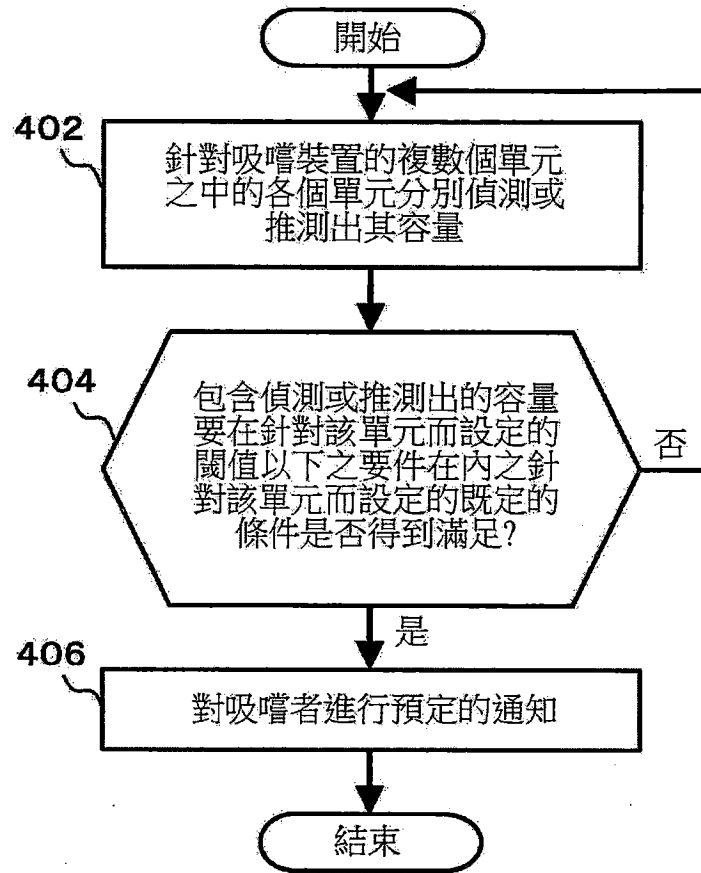 開始
402
針對吸嚐裝置的複數個單元
之中的各個單元分別偵測或
推測出其容量
404
包含偵測或推測出的容量
要在針對該單元而設定的
閾值以下之要件在內之針
對該單元而設定的既定的
條件是否得到滿足?
否
是
406
對吸嚐者進行預定的通知
結束